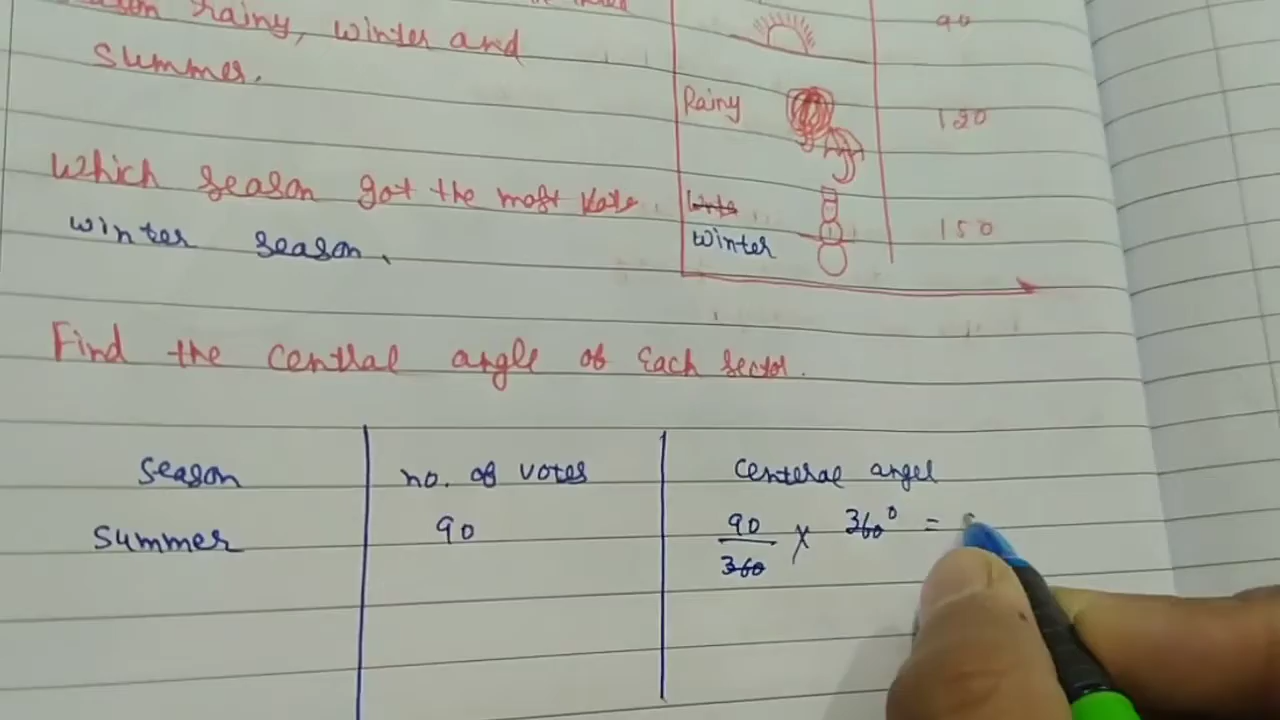 Rainy, winter and
Summer.
90
Rainy 120
Which season got the most Vote.
winter season.
Winter 150
Find the central angle of Each sector.
Season no. of votes Centeral angel
Summer 90 90/360 × 360° =